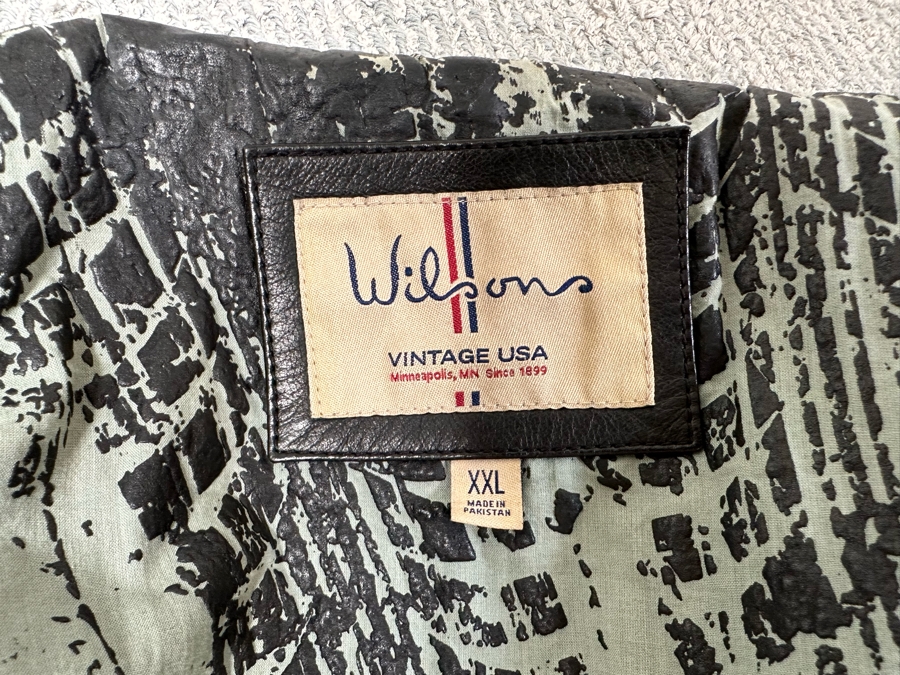 Wilsons
VINTAGE USA
Minneapolis, MN Since 1899
XXL
MADE IN
PAKISTAN